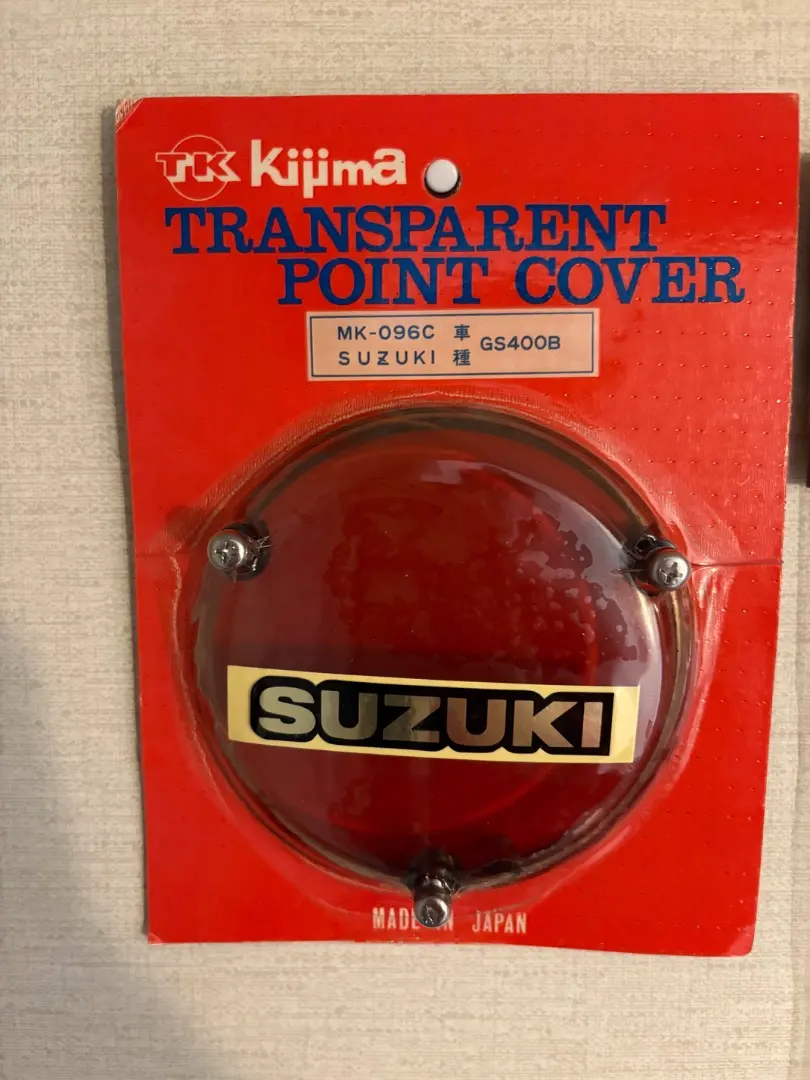 TK Kijima
TRANSPARENT
POINT COVER
MK-096C 車 GS400B
SUZUKI 種
SUZUKI
MADE IN JAPAN